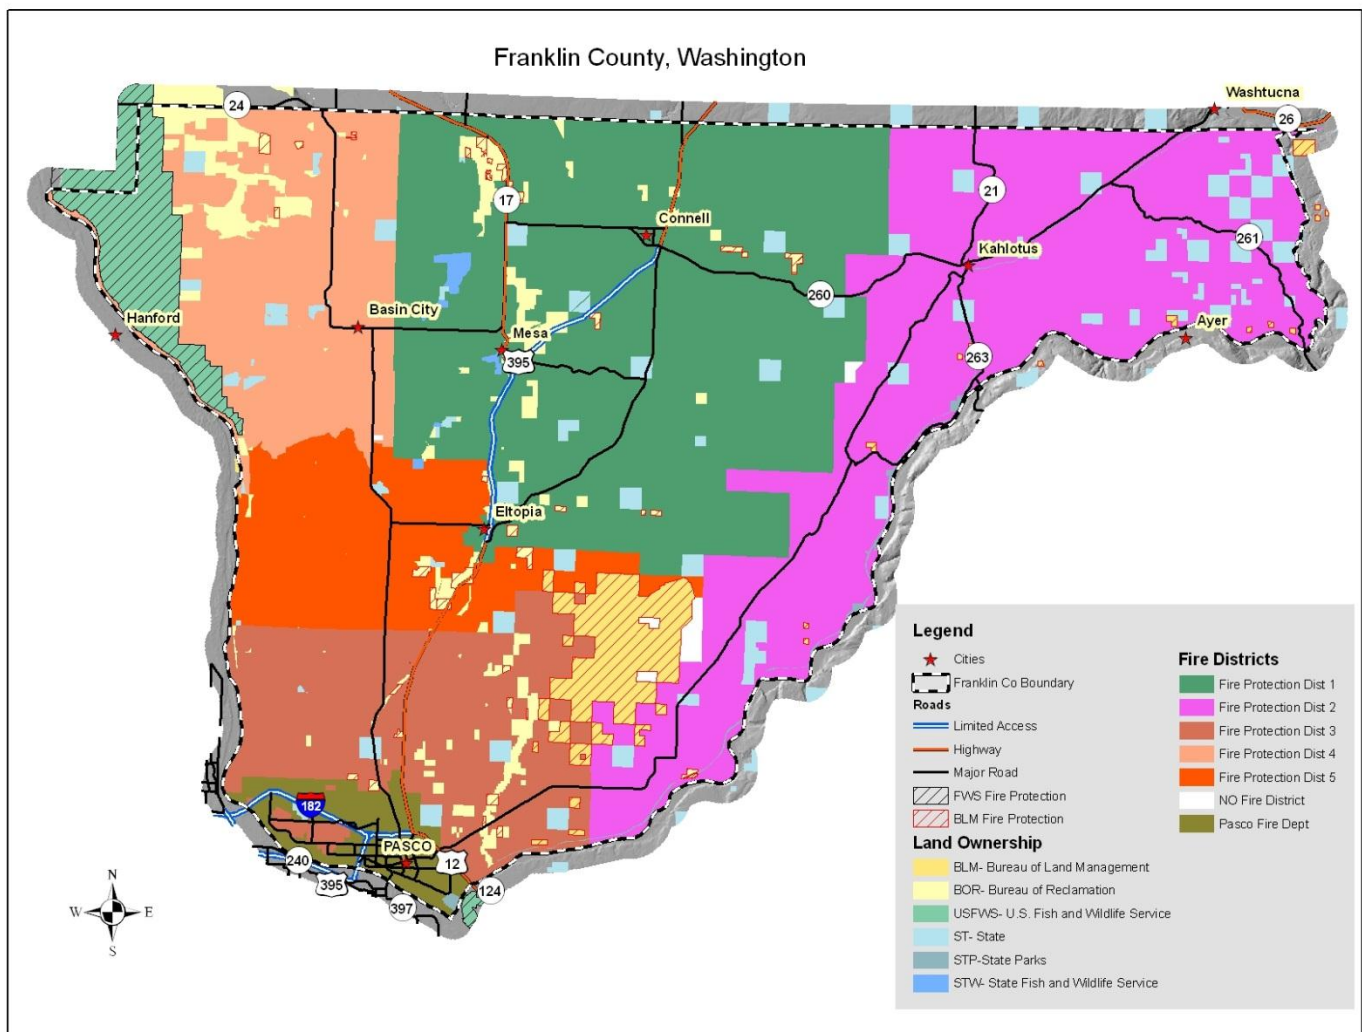 Franklin County, Washington
Washtucna
24
26
17
21
Connell
Kahlotus
261
260
Basin City
Hanford
Mesa
Ayer
395
263
Eltopia
182
PASCO
240
12
395
124
397
N
W E
S
Legend
Cities
Franklin Co Boundary
Roads
Limited Access
Highway
Major Road
FWS Fire Protection
BLM Fire Protection
Land Ownership
BLM- Bureau of Land Management
BOR- Bureau of Reclamation
USFWS- U.S. Fish and Wildlife Service
ST- State
STP-State Parks
STW- State Fish and Wildlife Service
Fire Districts
Fire Protection Dist 1
Fire Protection Dist 2
Fire Protection Dist 3
Fire Protection Dist 4
Fire Protection Dist 5
NO Fire District
Pasco Fire Dept